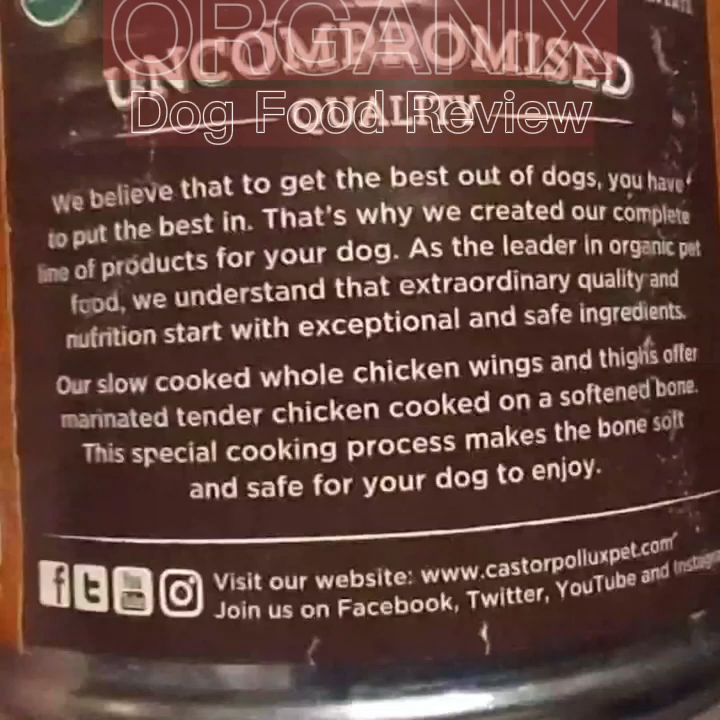 ORGANIX
UNCOMPROMISED
Dog Food Review
QUALITY
We believe that to get the best out of dogs, you have
to put the best in. That's why we created our complete
line of products for your dog. As the leader in organic pet
food, we understand that extraordinary quality and
nutrition start with exceptional and safe ingredients.
Our slow cooked whole chicken wings and thighs offer
marinated tender chicken cooked on a softened bone.
This special cooking process makes the bone soft
and safe for your dog to enjoy.
Visit our website: www.castorpolluxpet.com
Join us on Facebook, Twitter, YouTube and